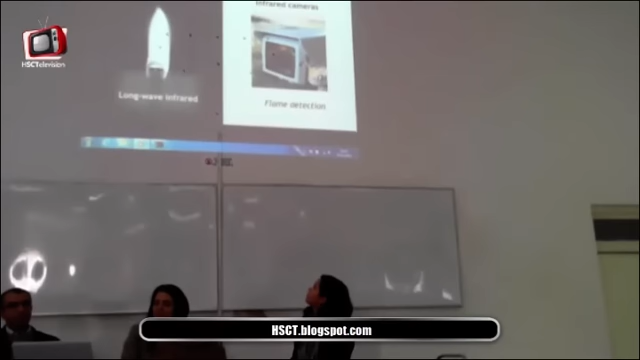 Infrared cameras
HSCTelevision
Long-wave infrared
Flame detection
HSCT.blogspot.com